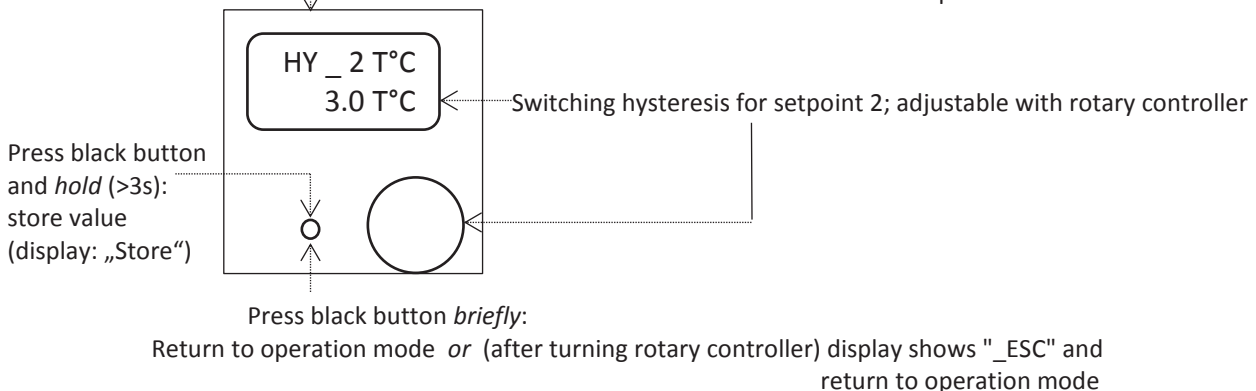 HY _ 2 T°C
3.0 T°C
Switching hysteresis for setpoint 2; adjustable with rotary controller
Press black button
and hold (>3s):
store value
(display: „Store“)
Press black button briefly:
Return to operation mode or (after turning rotary controller) display shows "_ESC" and
return to operation mode